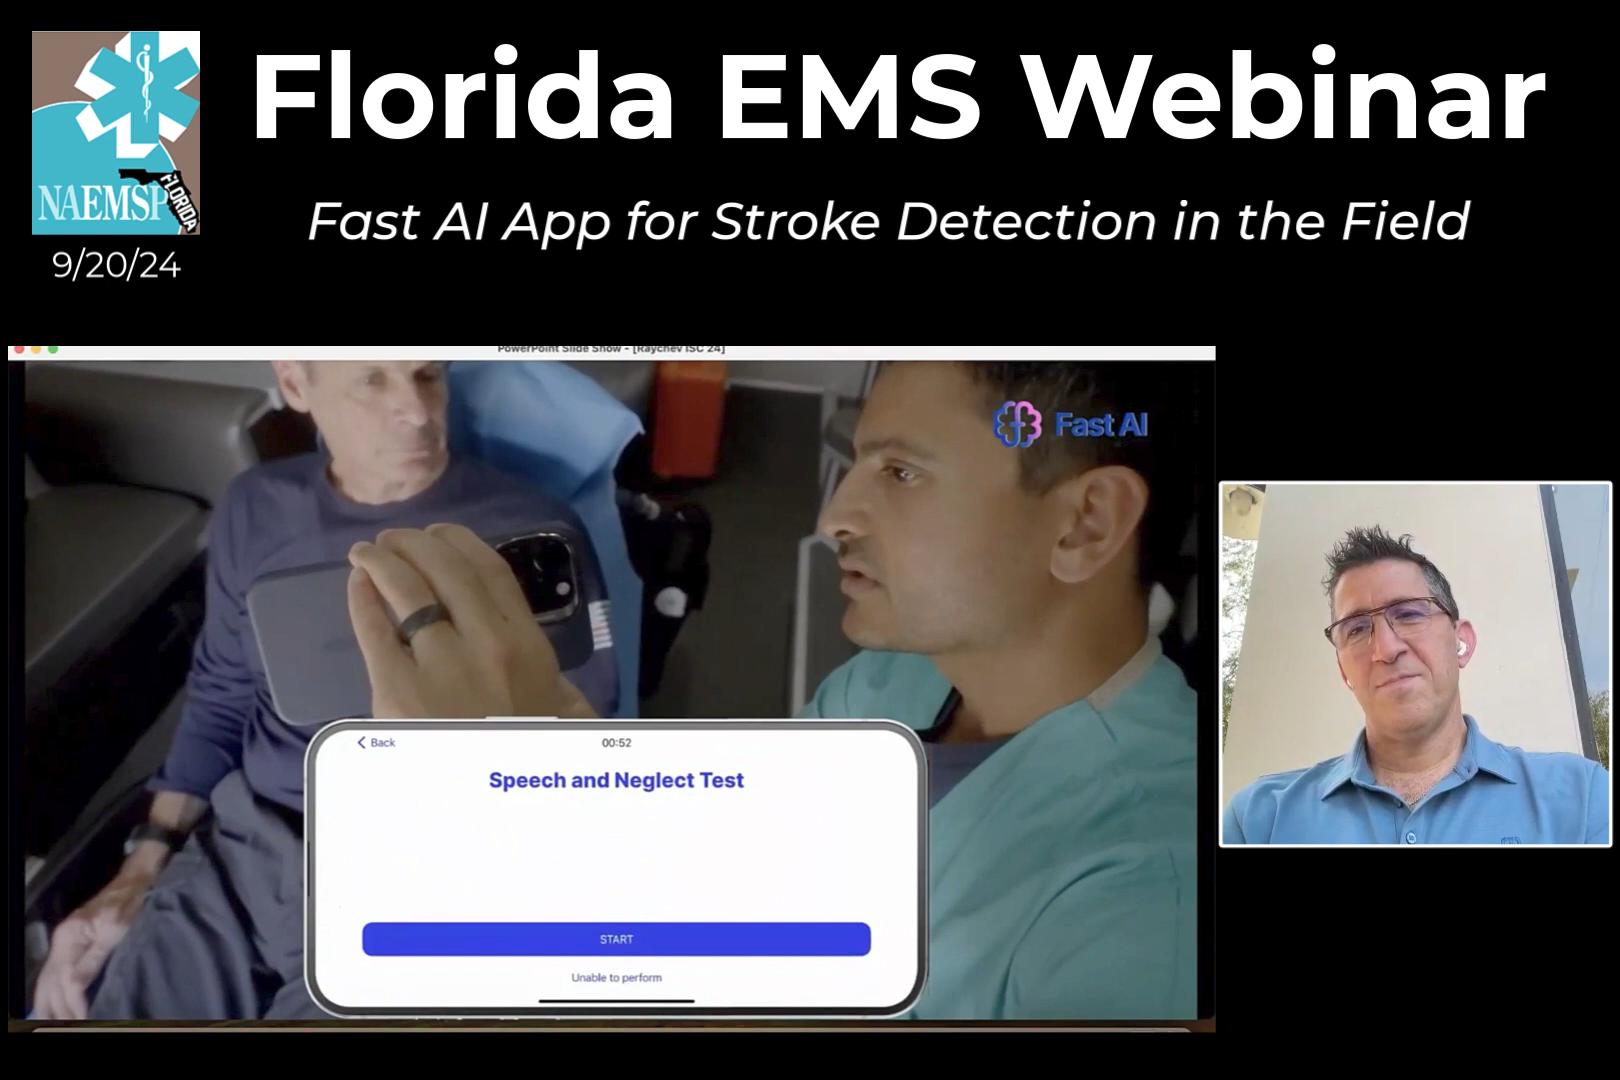 Florida EMS Webinar
Fast AI App for Stroke Detection in the Field
NAEMSP
FLORIDA
9/20/24
PowerPoint Slide Show - [Raychev ISC 24]
Fast AI
Back
00:52
Speech and Neglect Test
START
Unable to perform